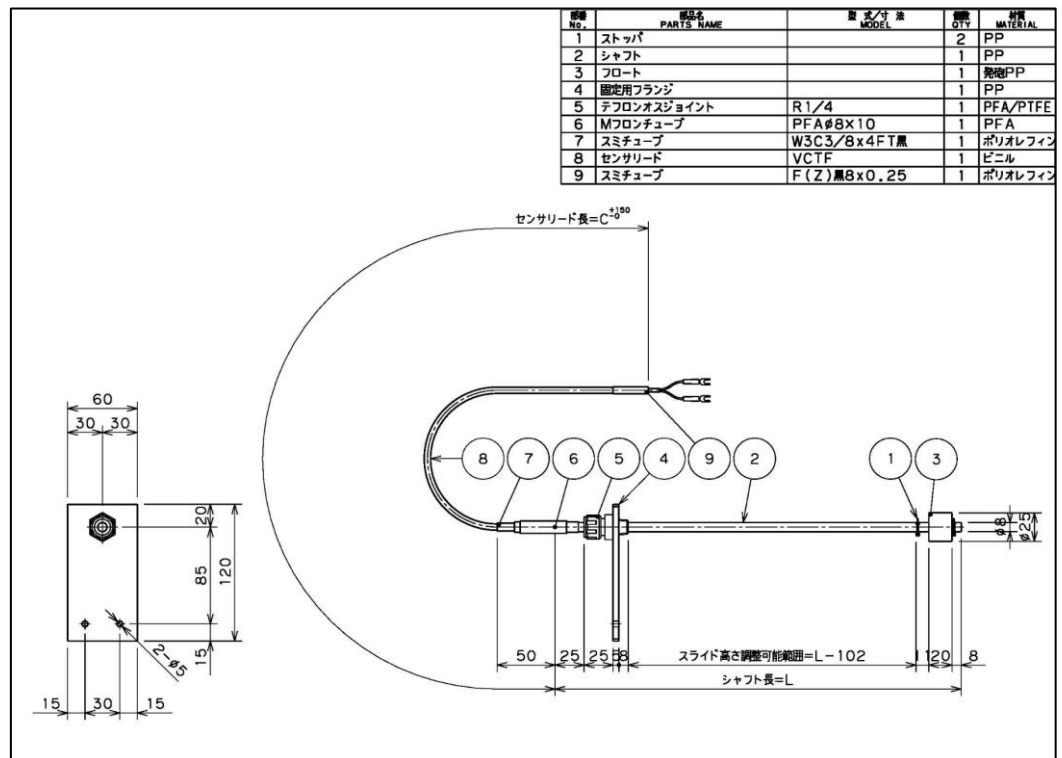 部番 部品名 型 式/寸 法 個数 材質
No. PARTS NAME MODEL QTY MATERIAL
1 ストッパ 2 PP
2 シャフト 1 PP
3 フロート 1 発砲PP
4 固定用フランジ 1 PP
5 テフロンオスジョイント R1/4 1 PFA/PTFE
6 Mフロンチューブ PFAø8×10 1 PFA
7 スミチューブ W3C3/8x4FT黒 1 ポリオレフィン
8 センサリード VCTF 1 ビニル
9 スミチューブ F(Z)黒8x0.25 1 ポリオレフィン
センサリード長=C+150 -0
60
30 30
8 7 6 5 4 9 2 1 3
20
85
120
15
2-ø5
15 30 15
ø8
ø25
50 25 25 5 8 スライド高さ調整可能範囲=L-102 11 20 8
シャフト長=L